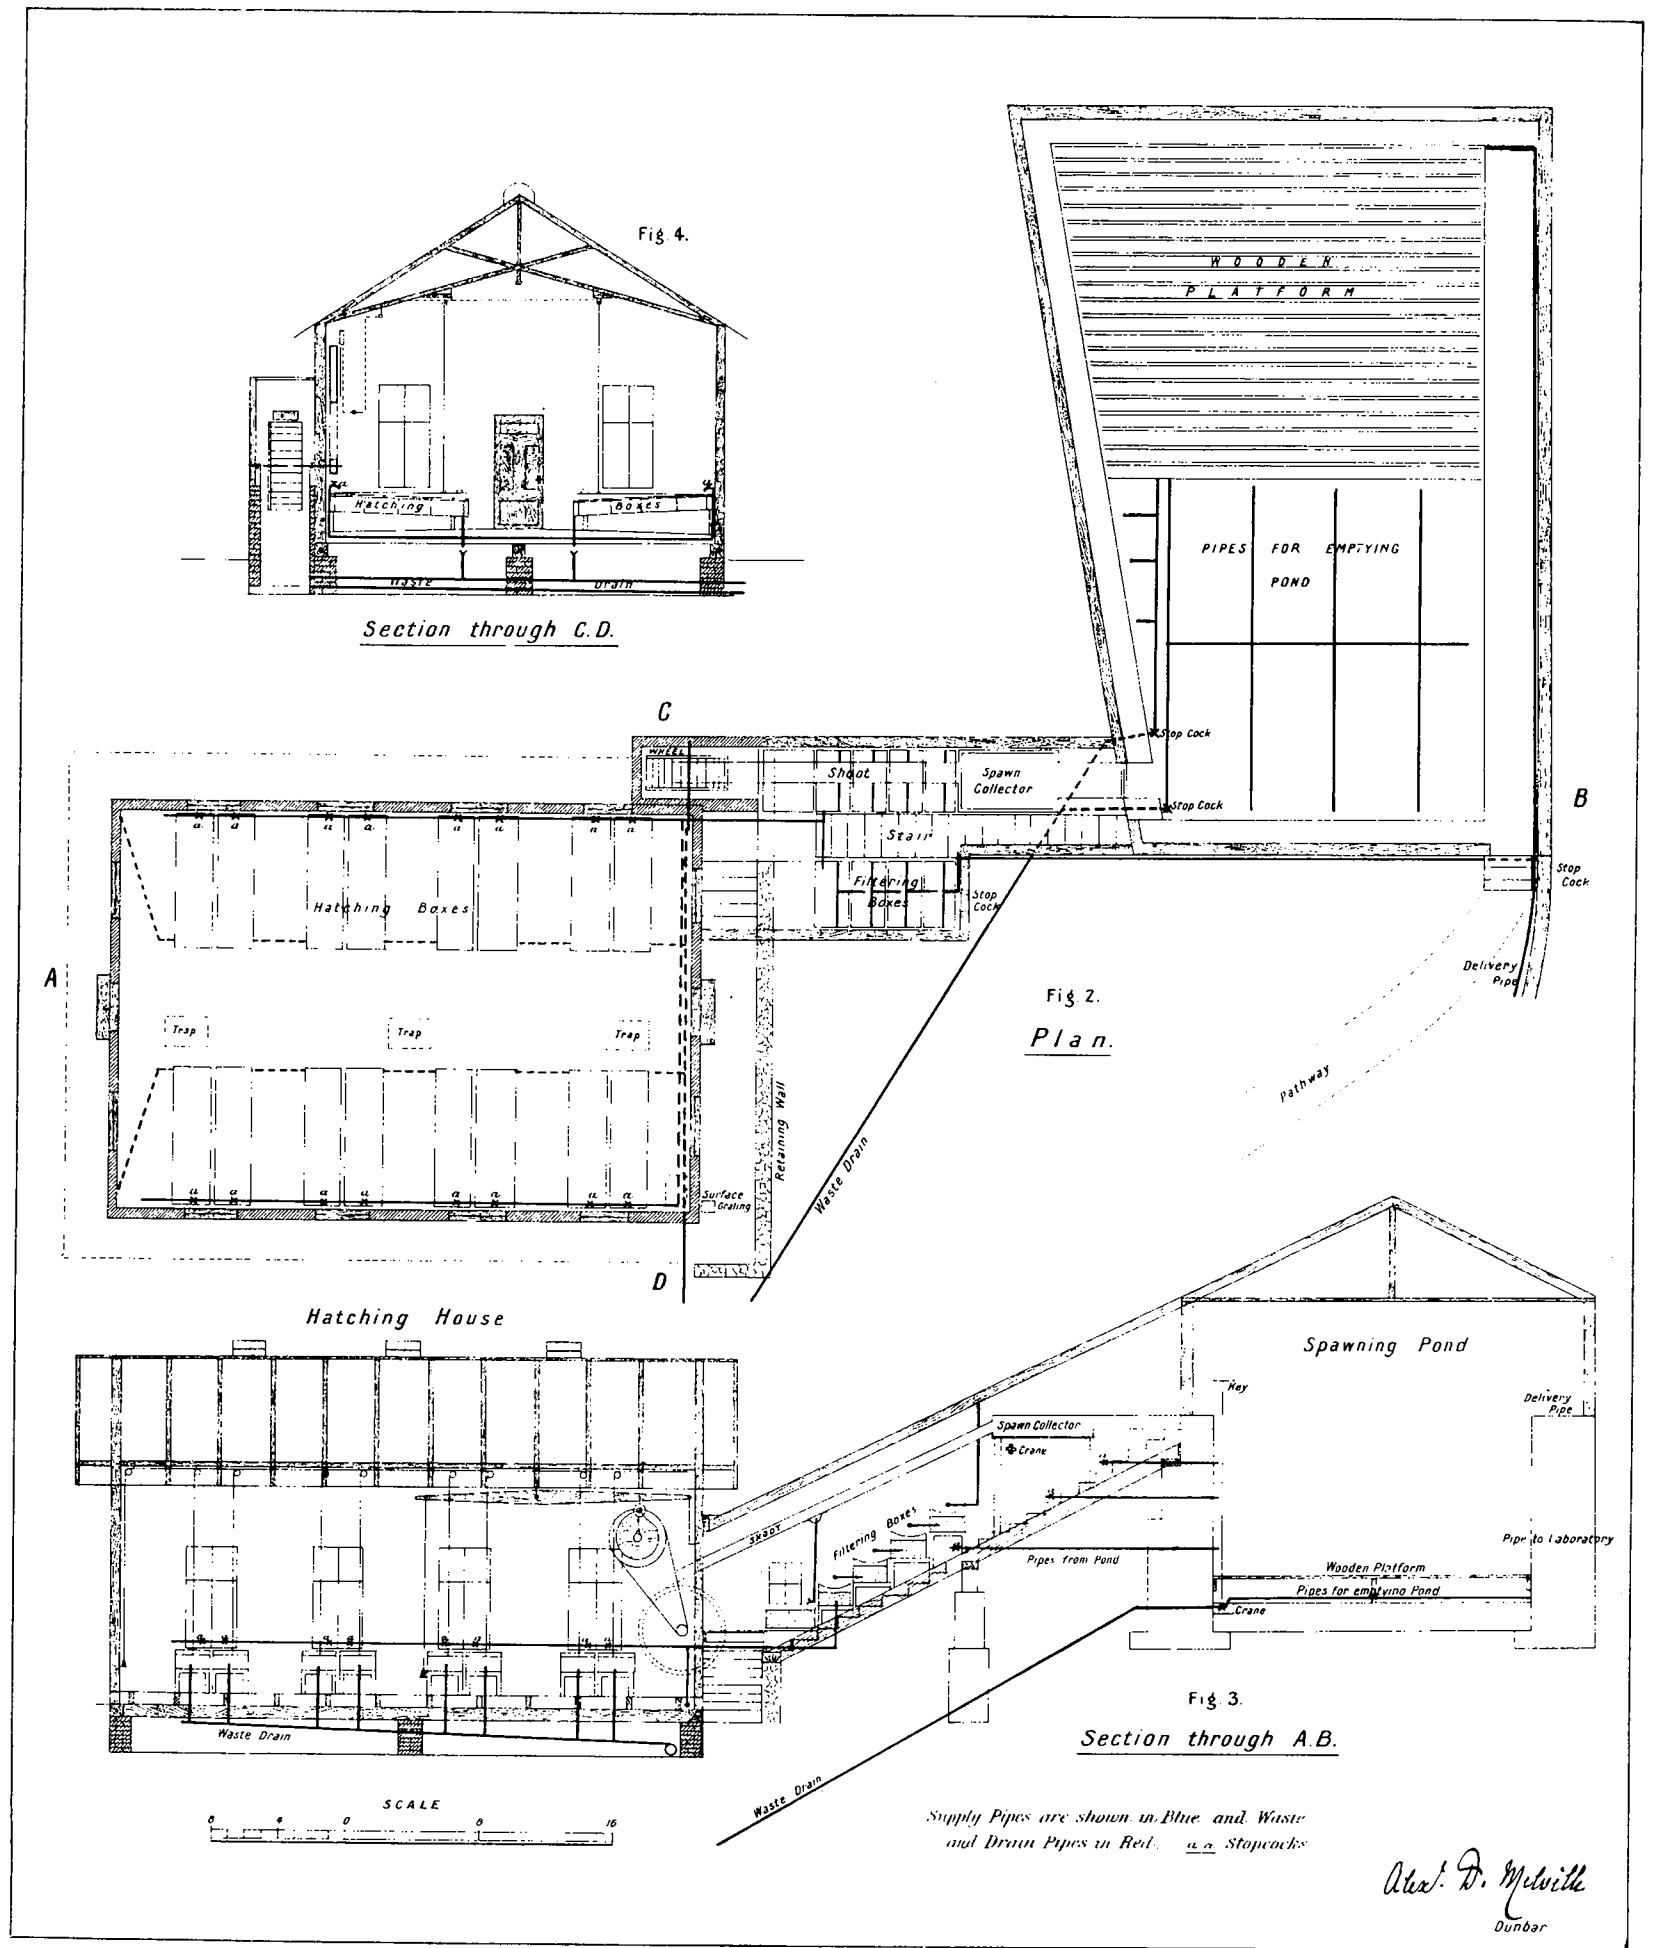 Fig. 4.
Hatching
Boxes
Waste
Drain
Section through C.D.
WOODEN
PLATFORM
PIPES FOR EMPTYING
POND
C
WHEEL
Shoot
Spawn
Collector
Stop Cock
Stop Cock
B
Stair
Filtering
Boxes
Stop
Cock
Stop
Cock
a a a a a a a a
Hatching Boxes
A
Trap
Trap
Trap
Delivery
Pipe
Fig. 2.
Plan.
Pathway
Retaining Wall
Waste Drain
a a a a a a a a
Surface
Grating
D
Hatching House
Spawning Pond
Key
Delivery
Pipe
Spawn Collector
Crane
SHOOT
Filtering Boxes
Pipes from Pond
Pipe to Laboratory
Wooden Platform
Pipes for emptying Pond
Crane
a a a a a a a a
Waste Drain
Waste Drain
Fig. 3.
Section through A.B.
SCALE
8 4 0 8 16
Supply Pipes are shown in Blue and Waste
and Drain Pipes in Red. a a Stopcocks
Alexr. D. Melville
Dunbar